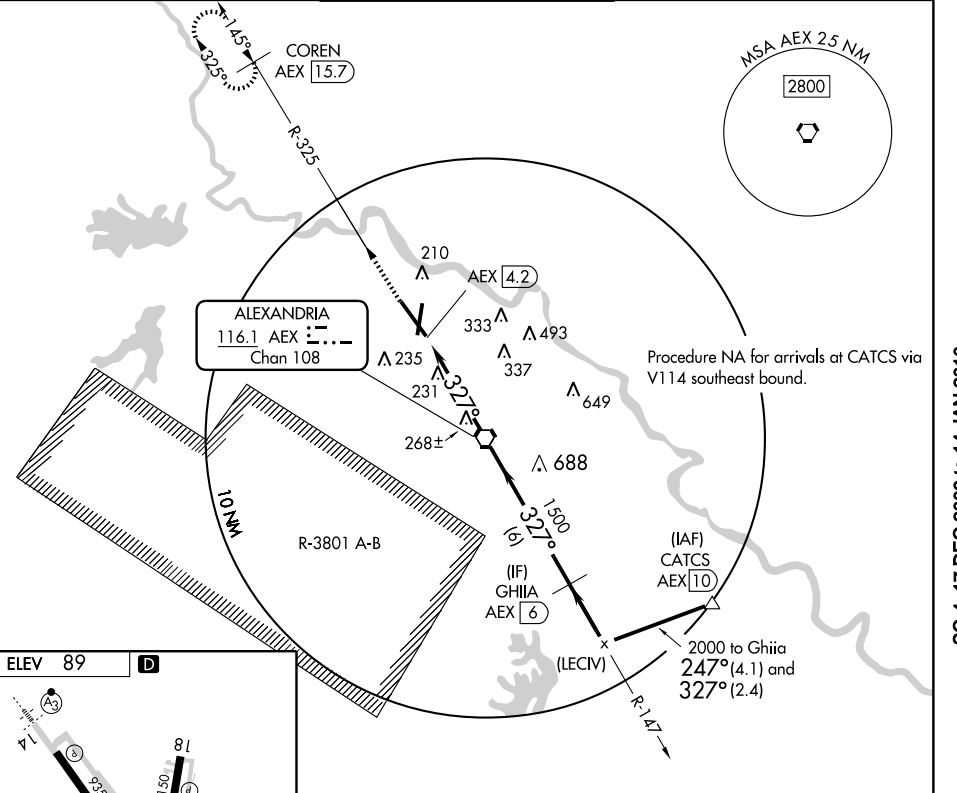 145°
325°
COREN
AEX 15.7
R-325
MSA AEX 25 NM
2800
210
AEX 4.2
ALEXANDRIA
116.1 AEX
Chan 108
333
493
337
235
231
649
327°
268±
688
Procedure NA for arrivals at CATCS via
V114 southeast bound.
10 NM
R-3801 A-B
1500
327°
(6)
(IF)
GHIIA
AEX 6
(IAF)
CATCS
AEX 10
(LECIV)
2000 to Ghiia
247° (4.1) and
327° (2.4)
R-147
ELEV 89
D
A3
14
P
18
P